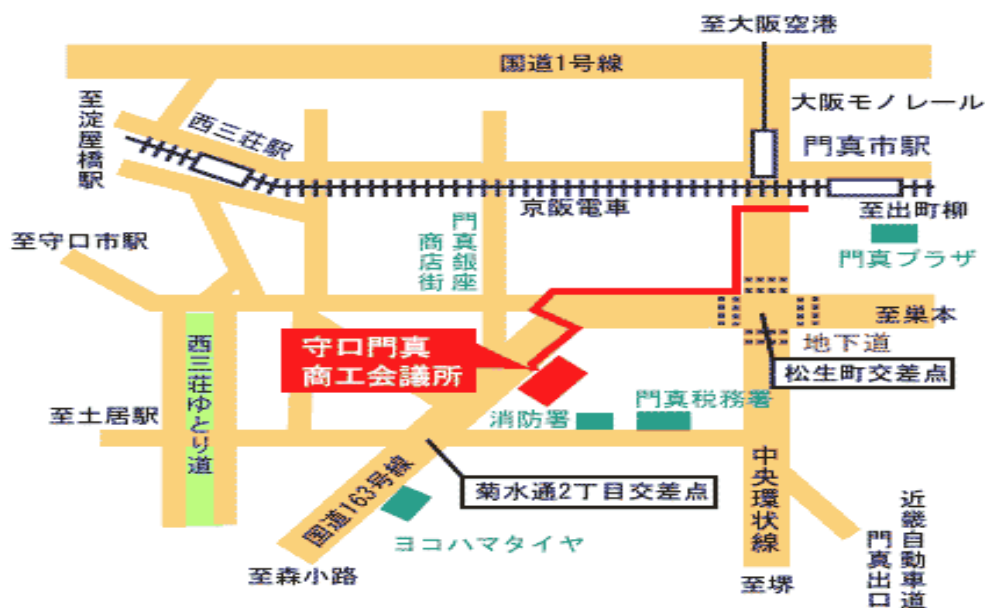 至大阪空港
国道1号線
大阪モノレール
至淀屋橋駅
西三荘駅
門真市駅
京阪電車
至出町柳
門真プラザ
至守口市駅
門真銀座
商店街
至巣本
地下道
松生町交差点
守口門真
商工会議所
西三荘ゆとり道
至土居駅
消防署
門真税務署
菊水通2丁目交差点
国道163号線
中央環状線
ヨコハマタイヤ
近畿自動車道
門真出口
至森小路
至堺